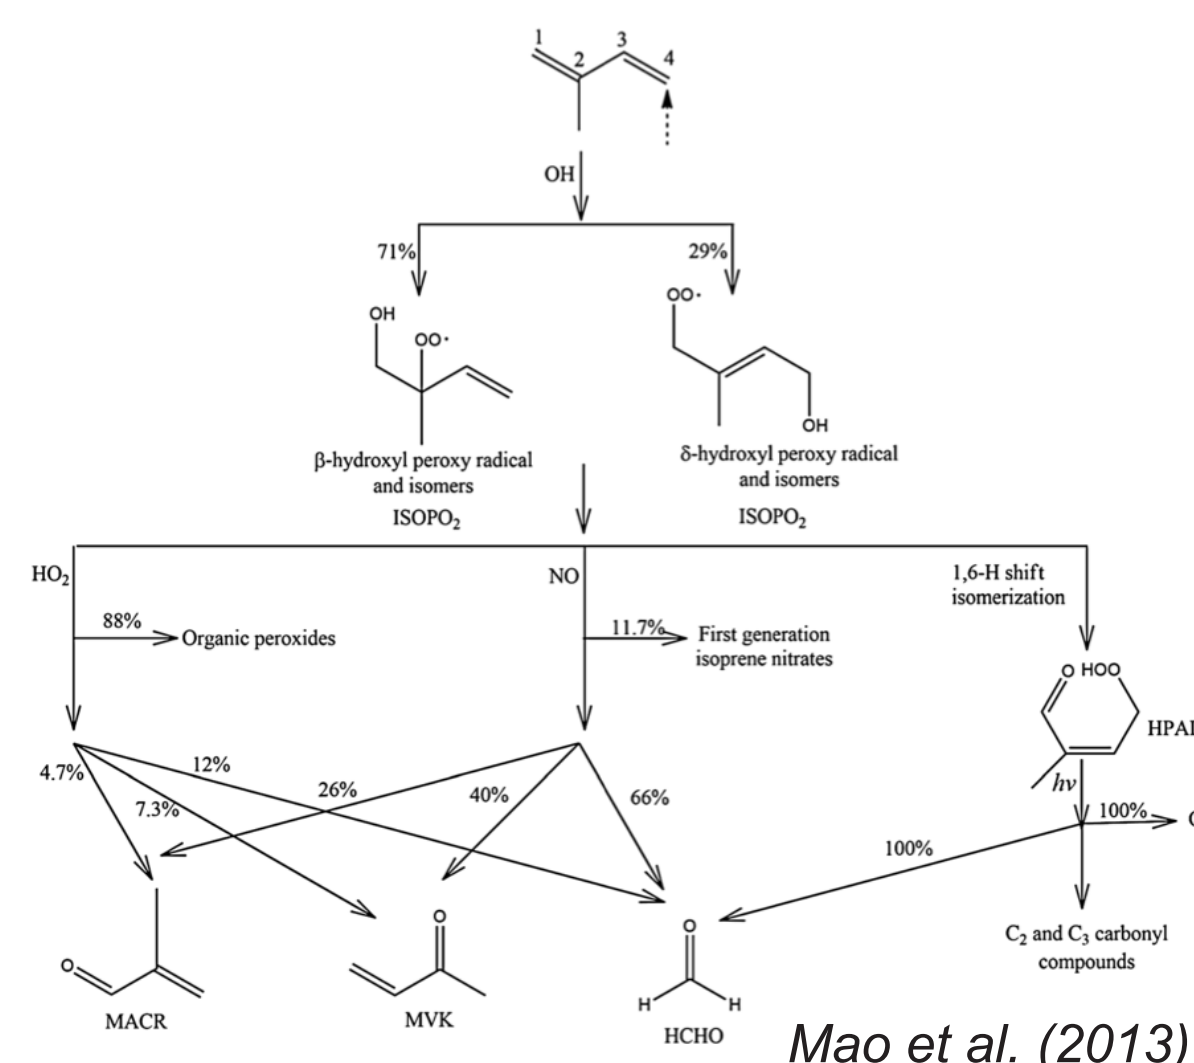 1
2
3
4
OH
71%
29%
OH
OO·
OO·
OH
β-hydroxyl peroxy radical
and isomers
ISOPO₂
δ-hydroxyl peroxy radical
and isomers
ISOPO₂
HO₂
NO
1,6-H shift
isomerization
88%
Organic peroxides
11.7%
First generation
isoprene nitrates
O HOO
HPAL
4.7%
12%
7.3%
26%
40%
66%
hν
100%
100%
C₂ and C₃ carbonyl
compounds
O
MACR
O
MVK
O
H
H
HCHO
Mao et al. (2013)